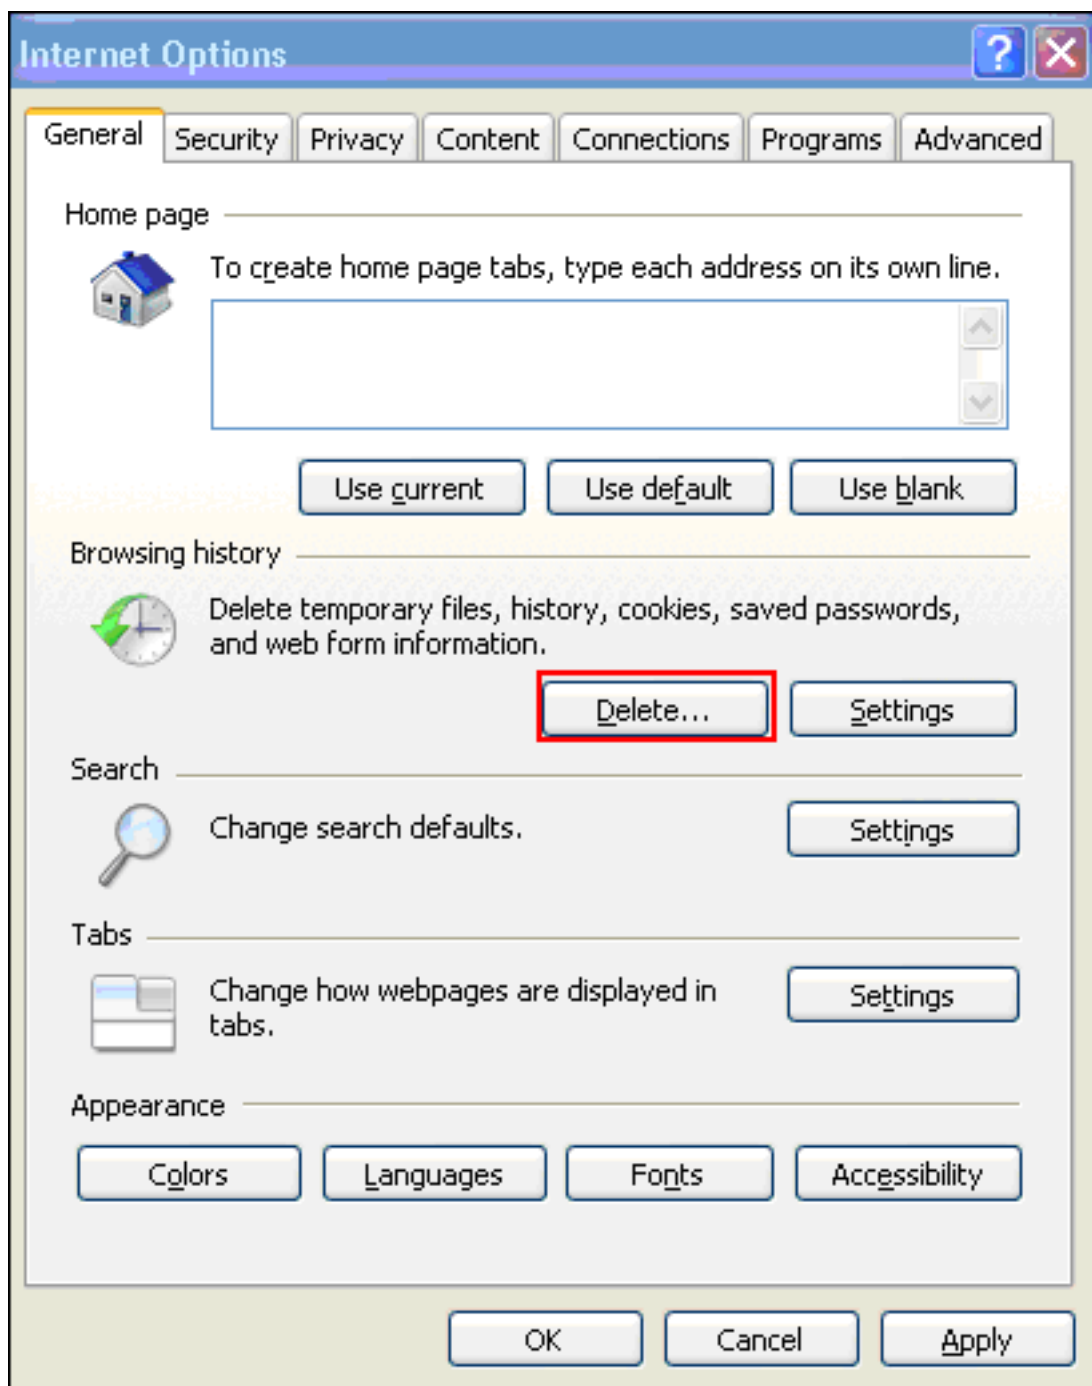 Internet Options
?
General Security Privacy Content Connections Programs Advanced
Home page
To create home page tabs, type each address on its own line.
Use current Use default Use blank
Browsing history
Delete temporary files, history, cookies, saved passwords,
and web form information.
Delete... Settings
Search
Change search defaults. Settings
Tabs
Change how webpages are displayed in Settings
tabs.
Appearance
Colors Languages Fonts Accessibility
OK Cancel Apply